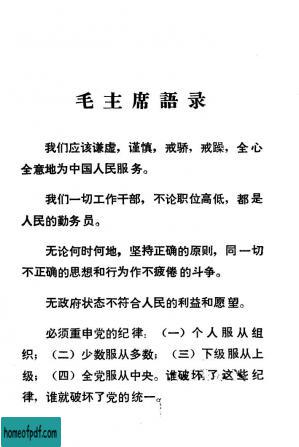 毛主席語录
我们应该谦虚，谨慎，戒骄，戒躁，全心
全意地为中国人民服务。
我们一切工作干部，不论职位高低，都是
人民的勤务员。
无论何时何地，坚持正确的原则，同一切
不正确的思想和行为作不疲倦的斗争。
无政府状态不符合人民的利益和愿望。
必须重申党的纪律：（一）个人服从组
织；（二）少数服从多数；（三）下级服从上
级；（四）全党服从中央。谁破坏了这些纪
律，谁就破坏了党的统一。
homeofpdf.com
homeofpdf.com